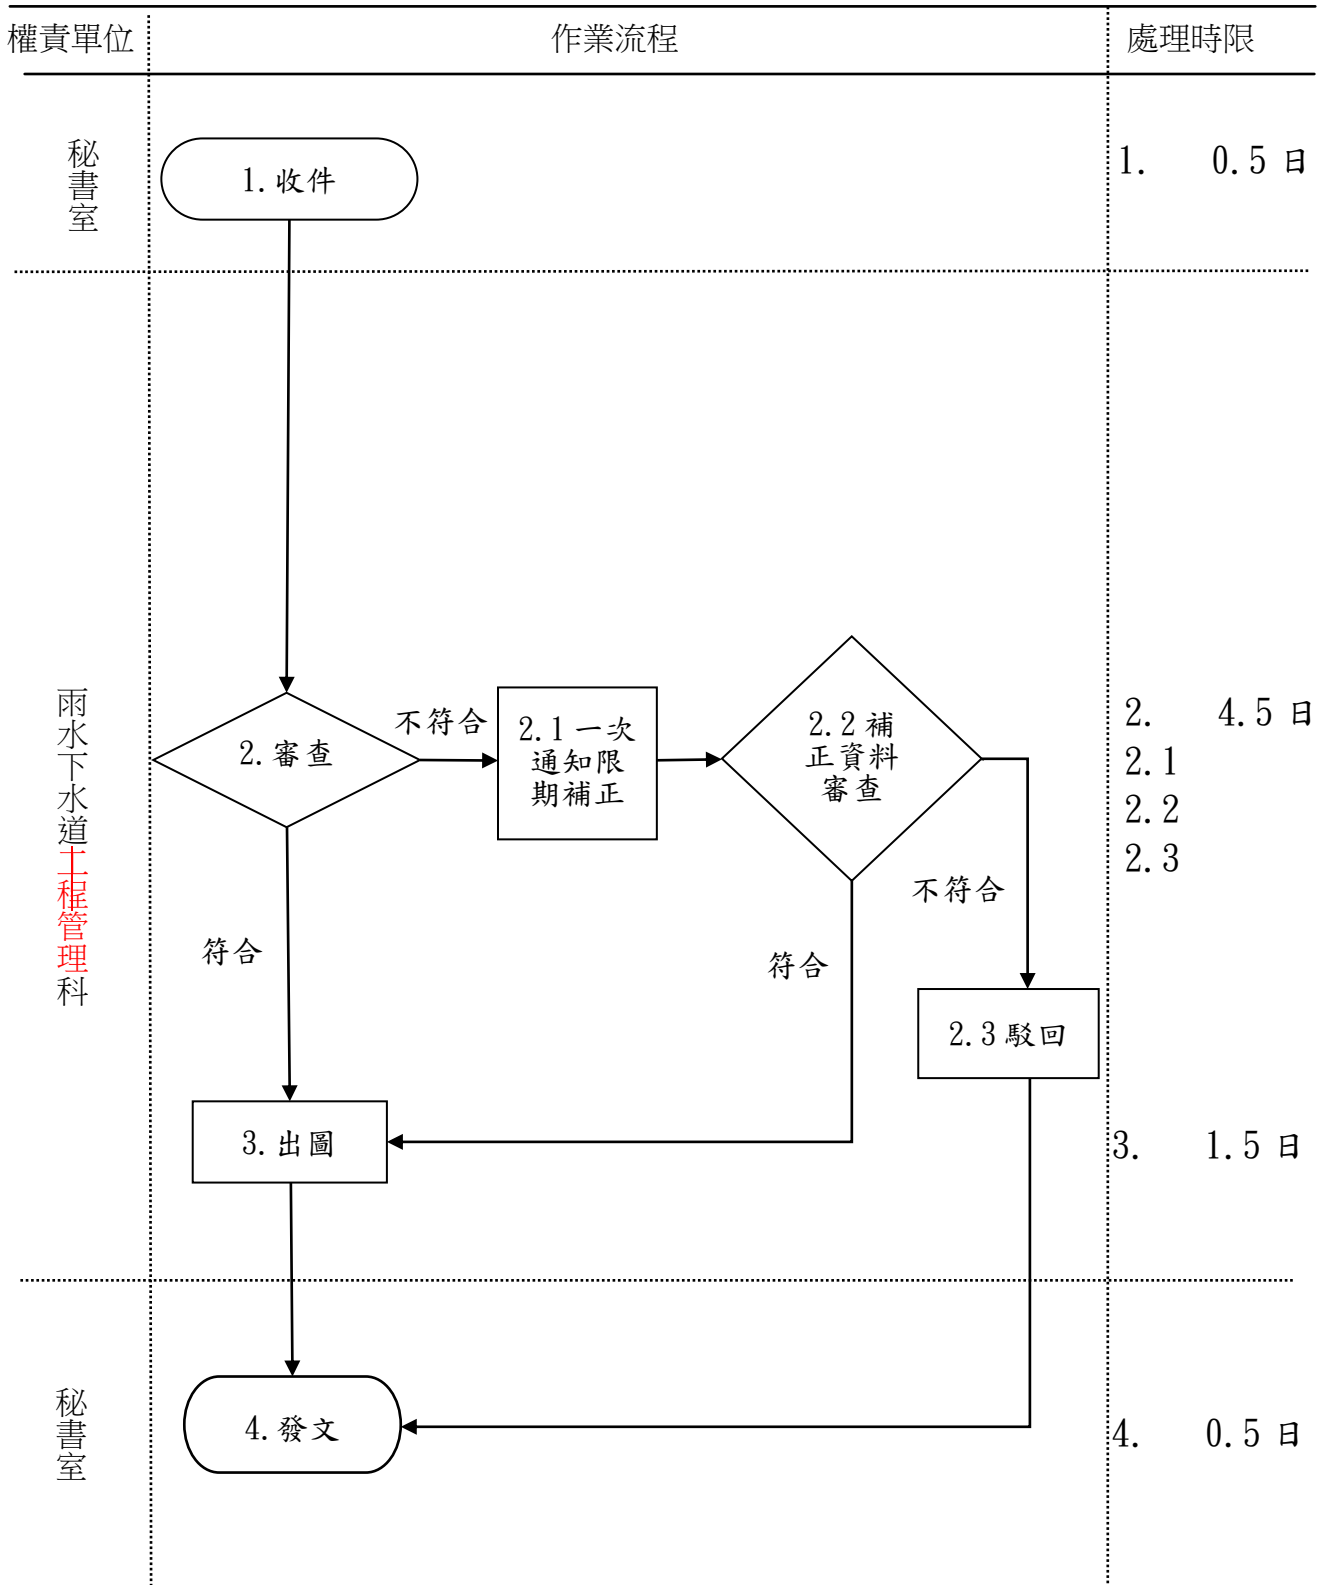 權責單位
作業流程
處理時限
秘書室
1.收件
1. 0.5日
雨水下水道工程管理科
2.審查
不符合
2.1一次
通知限
期補正
2.2補
正資料
審查
2. 4.5日
2.1
2.2
2.3
不符合
符合
符合
2.3駁回
3.出圖
3. 1.5日
秘書室
4.發文
4. 0.5日